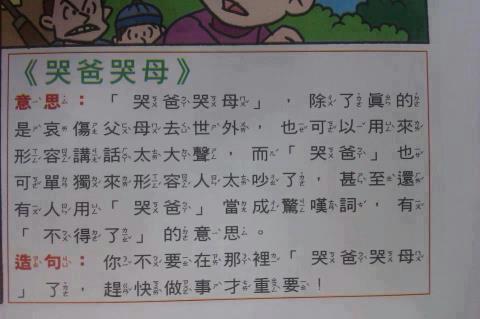 《哭爸哭母》
意思：「哭爸哭母」，除了真的
是哀傷父母去世外，也可以用來
形容講話太大聲，而「哭爸」也
可單獨來形容人太吵了，甚至還
有人用「哭爸」當成驚嘆詞，有
「不得了」的意思。
造句：你不要在那裡「哭爸哭母
」了，趕快做事才重要！